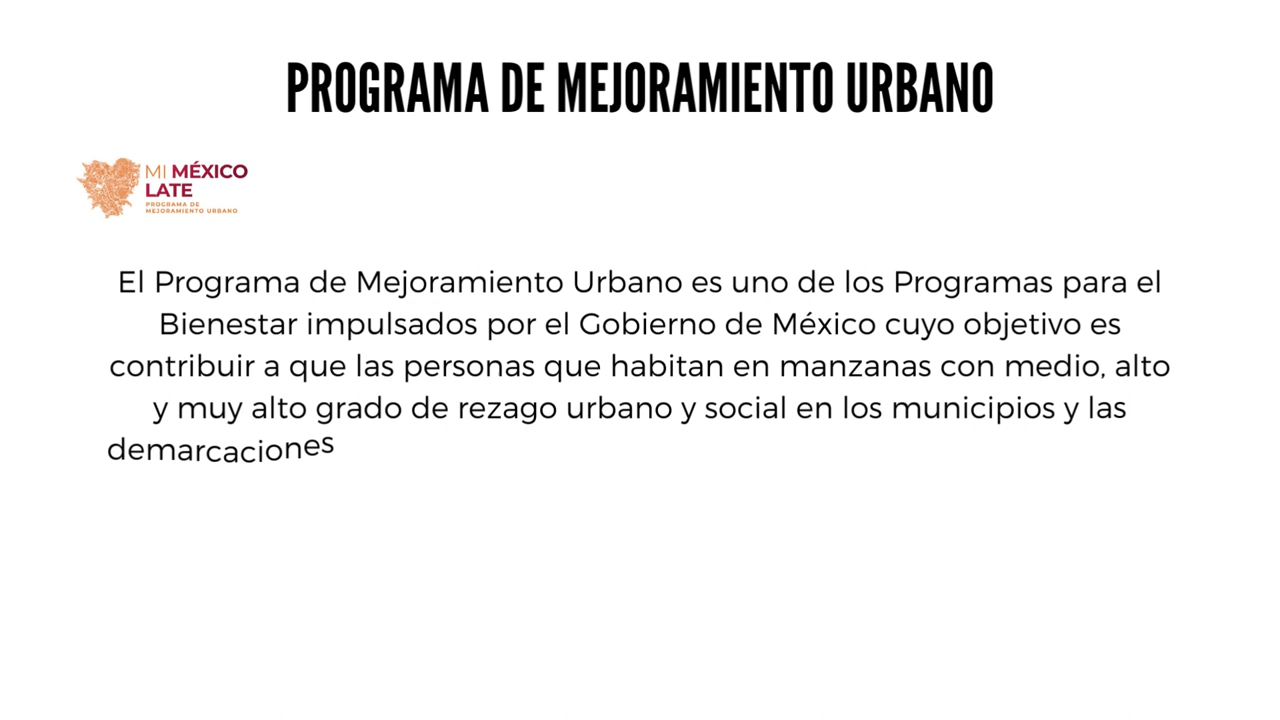 PROGRAMA DE MEJORAMIENTO URBANO
MI MÉXICO
LATE
PROGRAMA DE
MEJORAMIENTO URBANO
El Programa de Mejoramiento Urbano es uno de los Programas para el
Bienestar impulsados por el Gobierno de México cuyo objetivo es
contribuir a que las personas que habitan en manzanas con medio, alto
y muy alto grado de rezago urbano y social en los municipios y las
demarcaciones